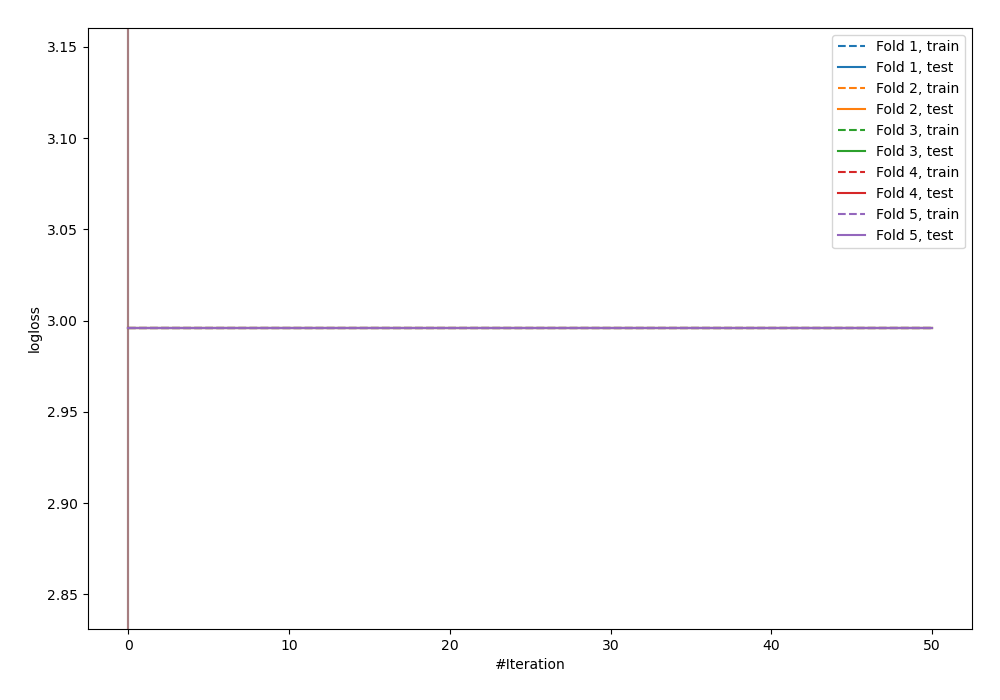 3.15
3.10
3.05
3.00
2.95
2.90
2.85
logloss
0
10
20
30
40
50
#Iteration
Fold 1, train
Fold 1, test
Fold 2, train
Fold 2, test
Fold 3, train
Fold 3, test
Fold 4, train
Fold 4, test
Fold 5, train
Fold 5, test